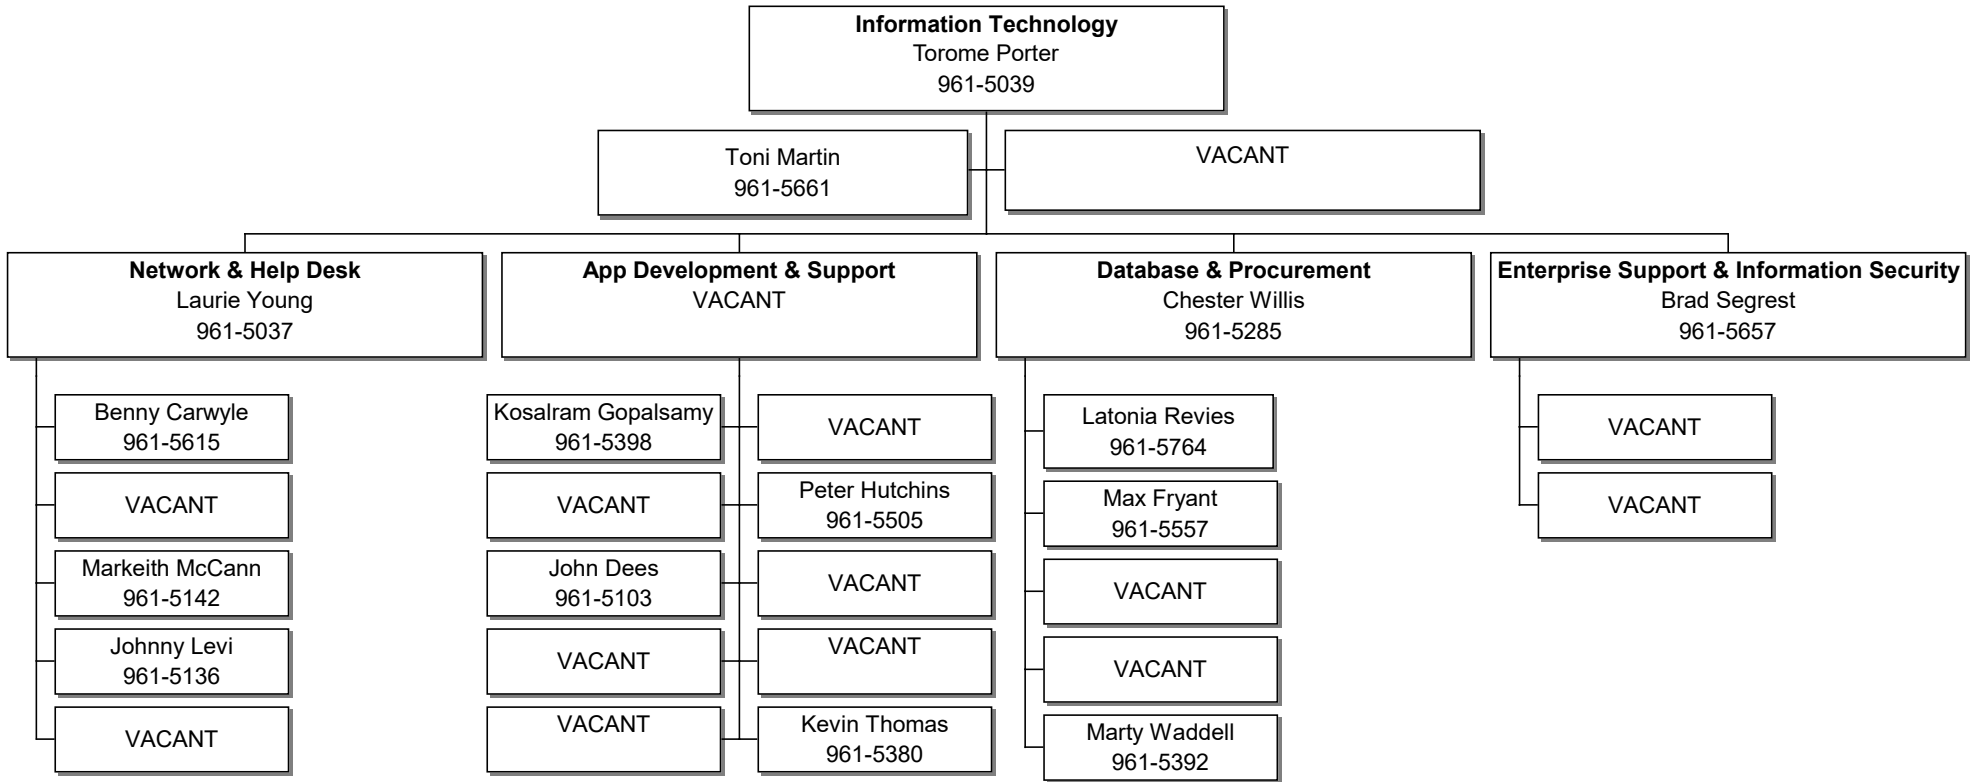 Information Technology
Torome Porter
961-5039
Toni Martin
961-5661
VACANT
Network & Help Desk
Laurie Young
961-5037
App Development & Support
VACANT
Database & Procurement
Chester Willis
961-5285
Enterprise Support & Information Security
Brad Segrest
961-5657
Benny Carwyle
961-5615
VACANT
Markeith McCann
961-5142
Johnny Levi
961-5136
VACANT
Kosalram Gopalsamy
961-5398
VACANT
VACANT
Peter Hutchins
961-5505
John Dees
961-5103
VACANT
VACANT
VACANT
VACANT
Kevin Thomas
961-5380
Latonia Revies
961-5764
Max Fryant
961-5557
VACANT
VACANT
Marty Waddell
961-5392
VACANT
VACANT